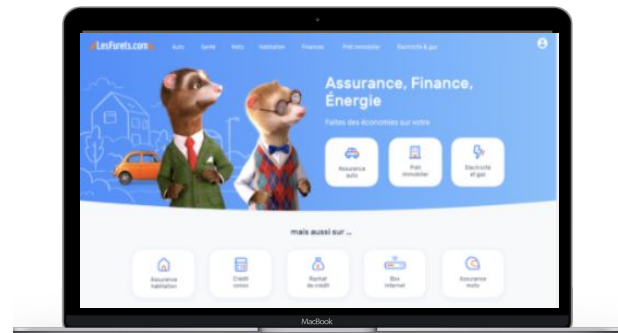 LesFurets.com
Auto Santé Moto Habitation Finances Prêt immobilier Électricité & gaz
Assurance, Finance,
Énergie
Faites des économies sur votre
Assurance
auto
Prêt
immobilier
Électricité
et gaz
mais aussi sur ...
Assurance
habitation
Crédit
conso
Rachat
de crédit
Box
internet
Assurance
moto
MacBook